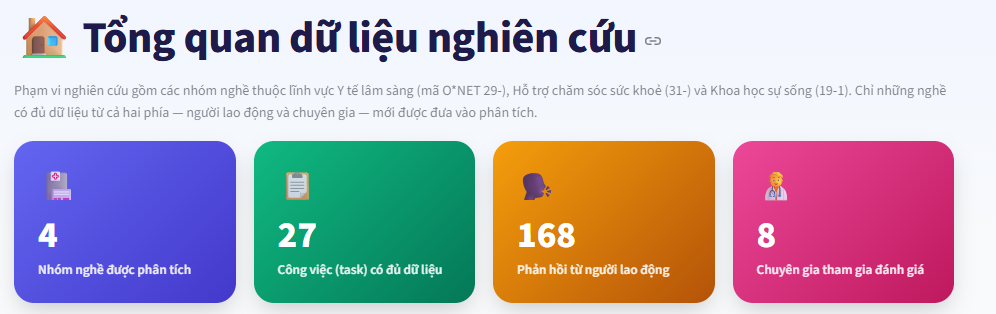 Tổng quan dữ liệu nghiên cứu
Phạm vi nghiên cứu gồm các nhóm nghề thuộc lĩnh vực Y tế lâm sàng (mã O*NET 29-), Hỗ trợ chăm sóc sức khoẻ (31-) và Khoa học sự sống (19-1). Chỉ những nghề
có đủ dữ liệu từ cả hai phía — người lao động và chuyên gia — mới được đưa vào phân tích.
4
Nhóm nghề được phân tích
27
Công việc (task) có đủ dữ liệu
168
Phản hồi từ người lao động
8
Chuyên gia tham gia đánh giá